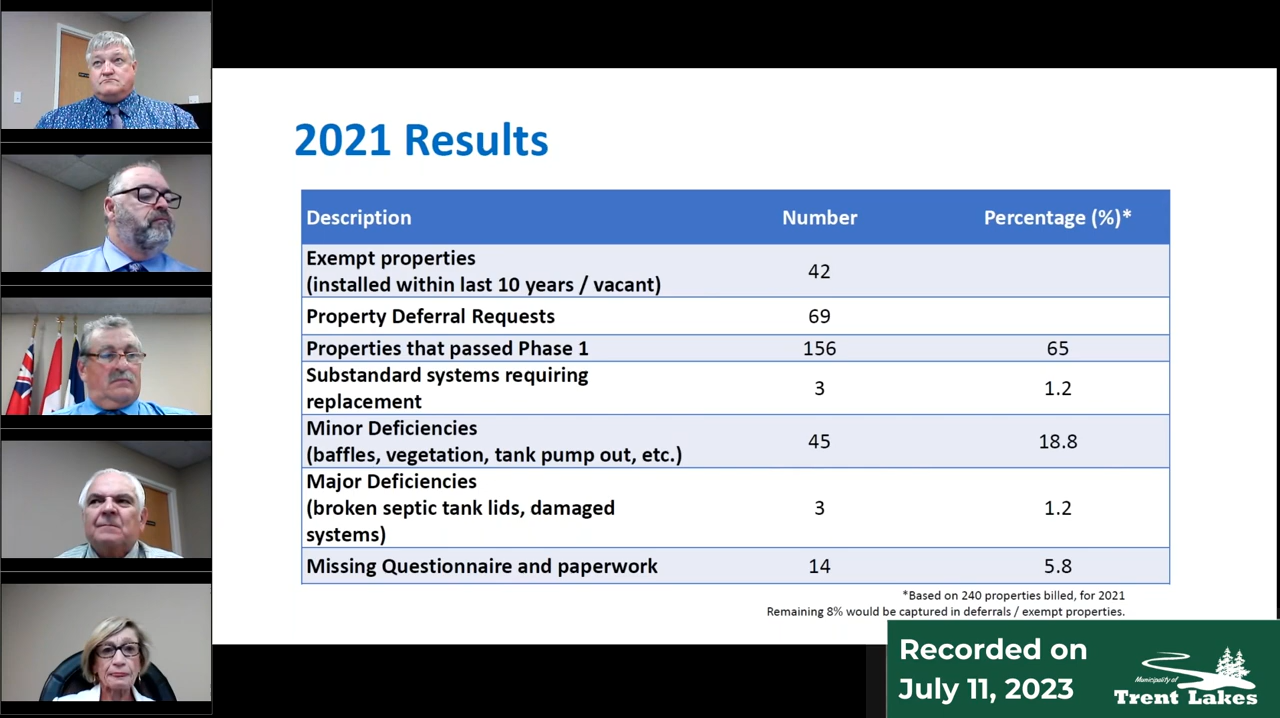 2021 Results
Description Number Percentage (%)*
Exempt properties
(installed within last 10 years / vacant) 42
Property Deferral Requests 69
Properties that passed Phase 1 156 65
Substandard systems requiring
replacement 3 1.2
Minor Deficiencies
(baffles, vegetation, tank pump out, etc.) 45 18.8
Major Deficiencies
(broken septic tank lids, damaged
systems) 3 1.2
Missing Questionnaire and paperwork 14 5.8
*Based on 240 properties billed, for 2021
Remaining 8% would be captured in deferrals / exempt properties.
Recorded on
July 11, 2023
Municipality of
Trent Lakes